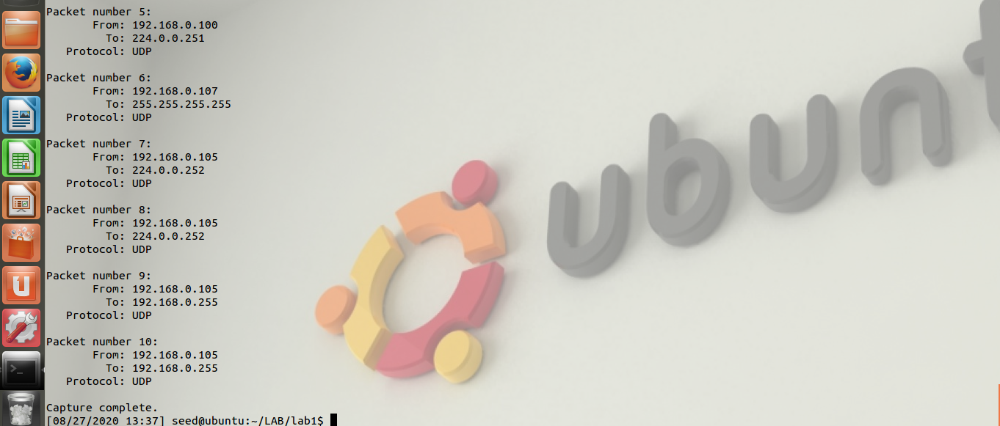 Packet number 5:
From: 192.168.0.100
To: 224.0.0.251
Protocol: UDP
Packet number 6:
From: 192.168.0.107
To: 255.255.255.255
Protocol: UDP
Packet number 7:
From: 192.168.0.105
To: 224.0.0.252
Protocol: UDP
Packet number 8:
From: 192.168.0.105
To: 224.0.0.252
Protocol: UDP
Packet number 9:
From: 192.168.0.105
To: 192.168.0.255
Protocol: UDP
Packet number 10:
From: 192.168.0.105
To: 192.168.0.255
Protocol: UDP
Capture complete.
[08/27/2020 13:37] seed@ubuntu:~/LAB/lab1$
ubunt